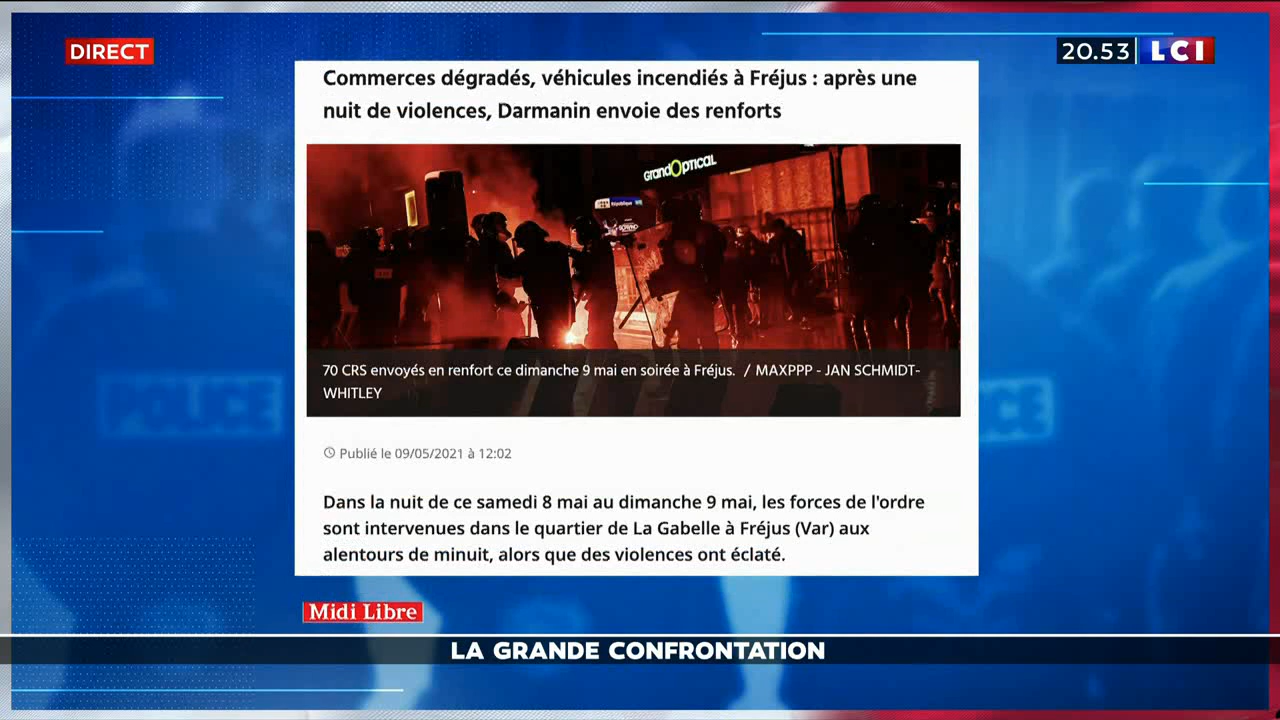 DIRECT
20.53 LCI
Commerces dégradés, véhicules incendiés à Fréjus : après une
nuit de violences, Darmanin envoie des renforts
GRANDOPTICAL
République
70 CRS envoyés en renfort ce dimanche 9 mai en soirée à Fréjus. / MAXPPP - JAN SCHMIDT-
WHITLEY
Publié le 09/05/2021 à 12:02
Dans la nuit de ce samedi 8 mai au dimanche 9 mai, les forces de l'ordre
sont intervenues dans le quartier de La Gabelle à Fréjus (Var) aux
alentours de minuit, alors que des violences ont éclaté.
POLICE
Midi Libre
LA GRANDE CONFRONTATION